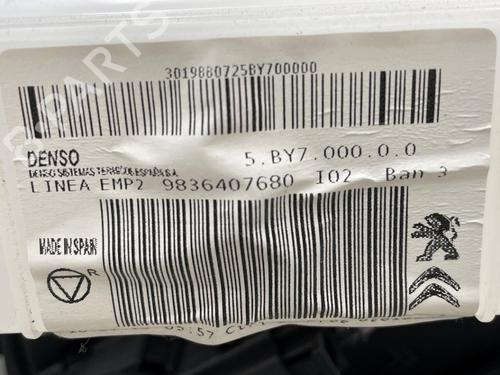 B-PARTS
3019880725BY700000
DENSO
5.BY7.000.0.0
DENSO SISTEMAS TERMICOS ESPAÑA S.A.
LINEA EMP2 9836407680 I02 Ban 3
MADE IN SPAIN
R